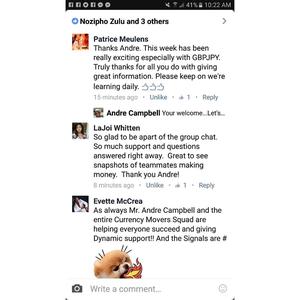 41% 10:22 AM
Nozipho Zulu and 3 others
Patrice Meulens
Thanks Andre. This week has been
really exciting especially with GBPJPY.
Truly thanks for all you do with giving
great information. Please keep on we're
learning daily.
15 minutes ago • Unlike • 1 • Reply
Andre Campbell Your welcome...Let's...
LaJoi Whitten
So glad to be apart of the group chat.
So much support and questions
answered right away. Great to see
snapshots of teammates making
money. Thank you Andre!
8 minutes ago • Unlike • 1 • Reply
Evette McCrea
As always Mr. Andre Campbell and the
entire Currency Movers Squad are
helping everyone succeed and giving
Dynamic support!! And the Signals are #
Write a comment...